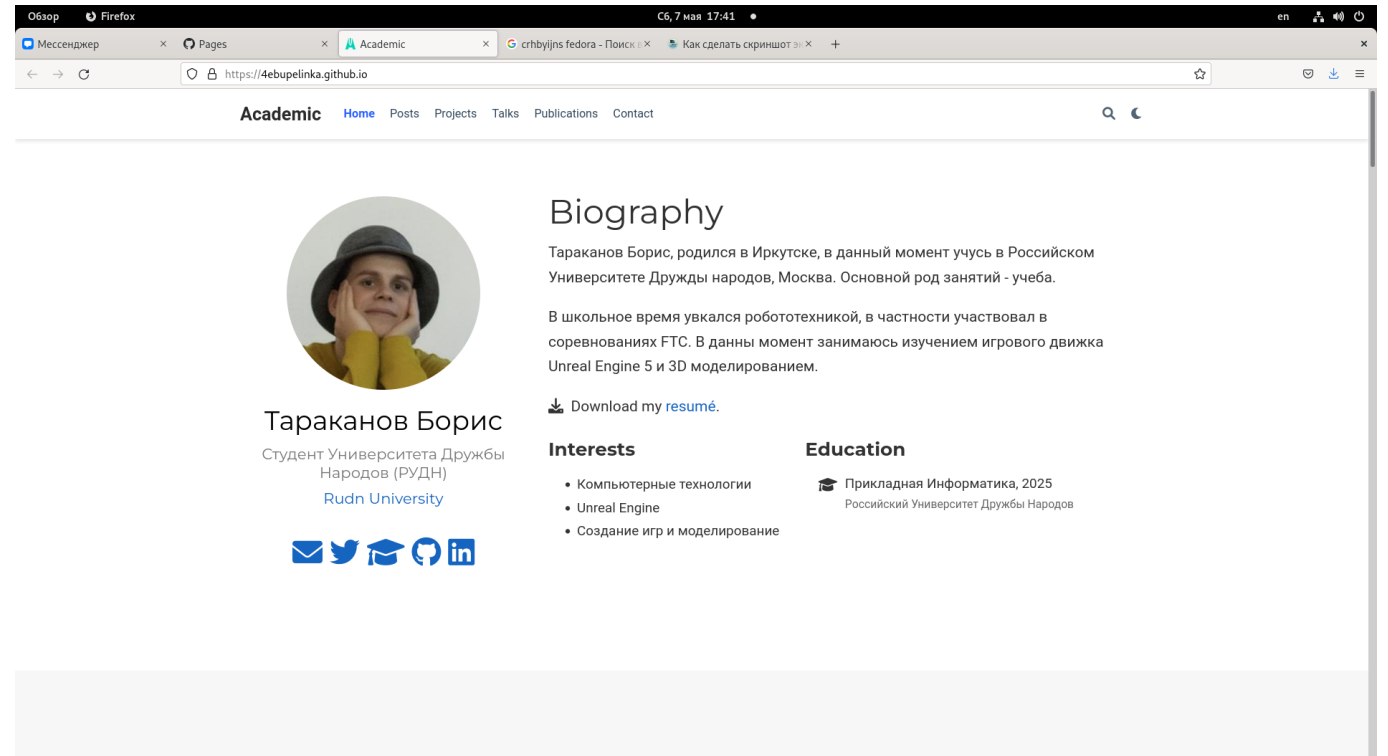 Обзор Firefox Сб, 7 мая 17:41 en
Мессенджер Pages Academic crhbyijns fedora - Поиск в Как сделать скриншот эк
https://4ebupelinka.github.io
Academic Home Posts Projects Talks Publications Contact
Biography
Тараканов Борис, родился в Иркутске, в данный момент учусь в Российском
Университете Дружды народов, Москва. Основной род занятий - учеба.
В школьное время увкался робототехникой, в частности участвовал в
соревнованиях FTC. В данны момент занимаюсь изучением игрового движка
Unreal Engine 5 и 3D моделированием.
Download my resumé.
Тараканов Борис
Студент Университета Дружбы
Народов (РУДН)
Rudn University
Interests
Компьютерные технологии
Unreal Engine
Создание игр и моделирование
Education
Прикладная Информатика, 2025
Российский Университет Дружбы Народов